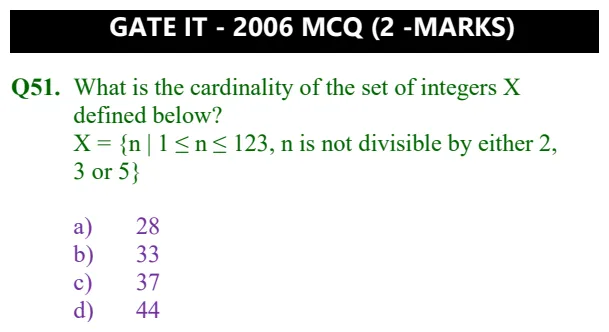 GATE IT - 2006 MCQ (2 -MARKS)
Q51. What is the cardinality of the set of integers X
defined below?
X = {n | 1 ≤ n ≤ 123, n is not divisible by either 2,
3 or 5}
a) 28
b) 33
c) 37
d) 44